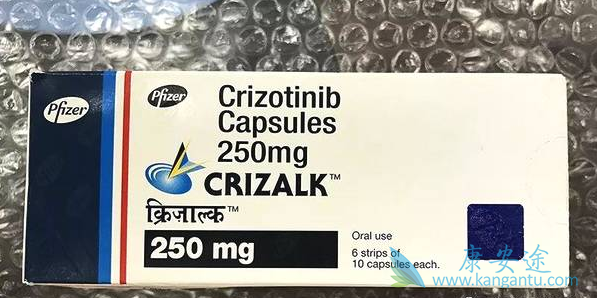 Pfizer
Pfizer
Crizotinib
Capsules
250mg
CRIZALK™
क्रिज़ाल्क™
250 mg
Oral use
6 strips of
10 capsules each.
康安途
www.kangantu.com